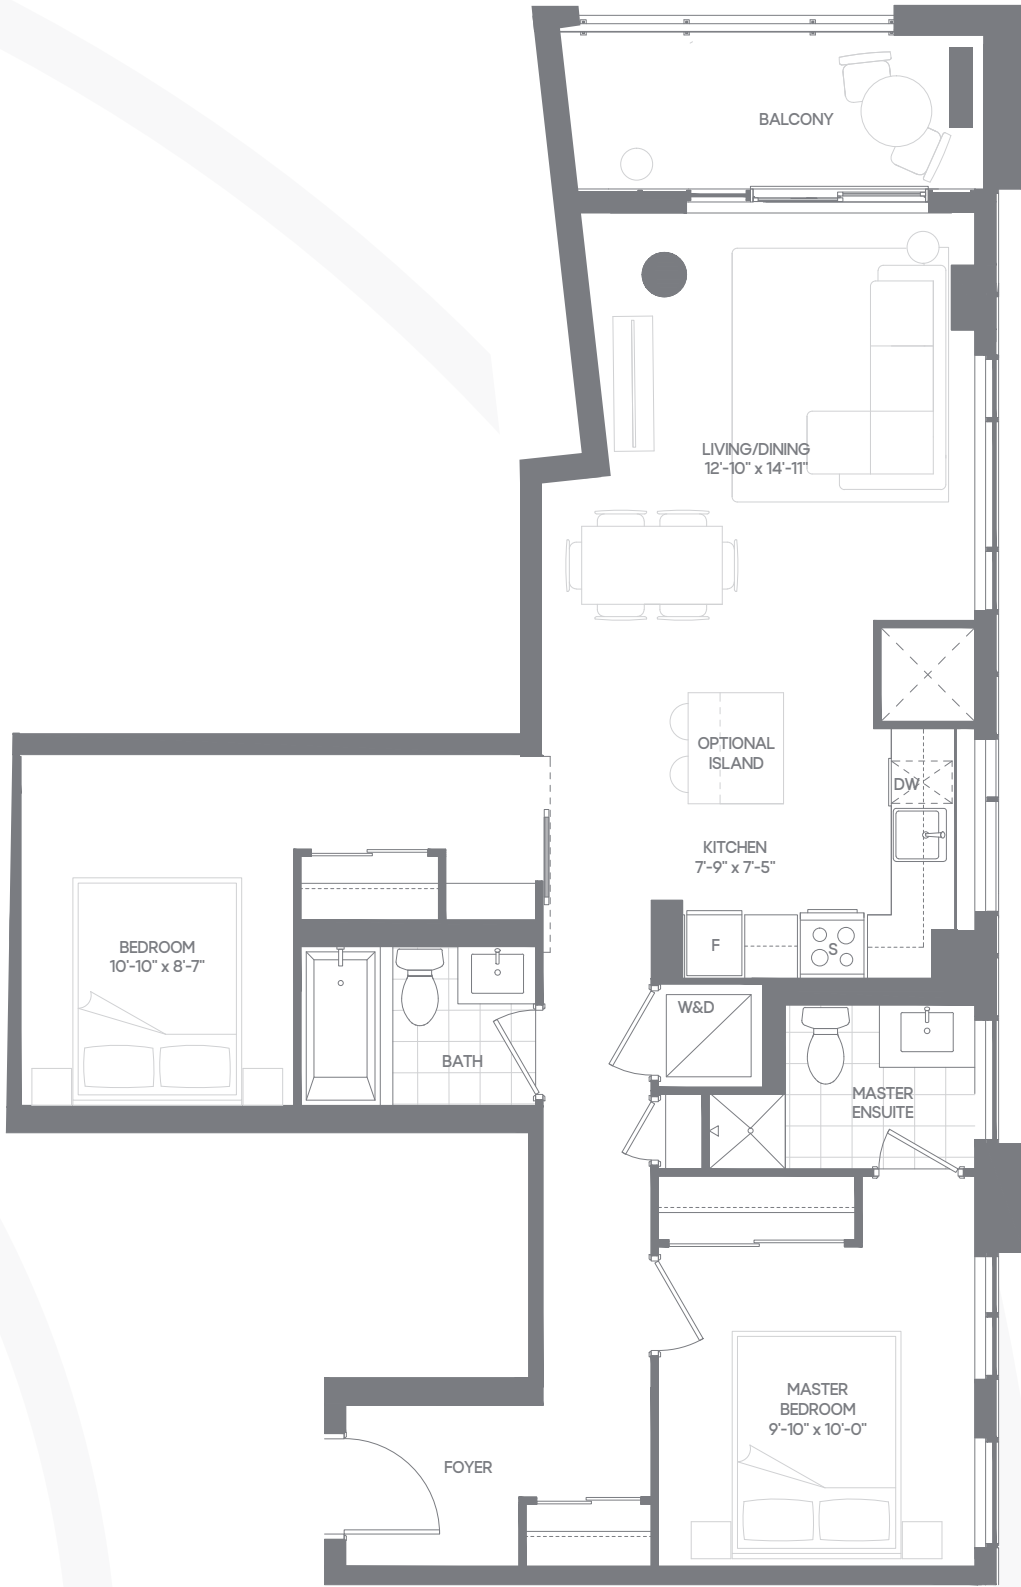 BALCONY
LIVING/DINING
12'-10" x 14'-11"
OPTIONAL
ISLAND
DW
KITCHEN
7'-9" x 7'-5"
F
S
BEDROOM
10'-10" x 8'-7"
W&D
BATH
MASTER
ENSUITE
MASTER
BEDROOM
9'-10" x 10'-0"
FOYER